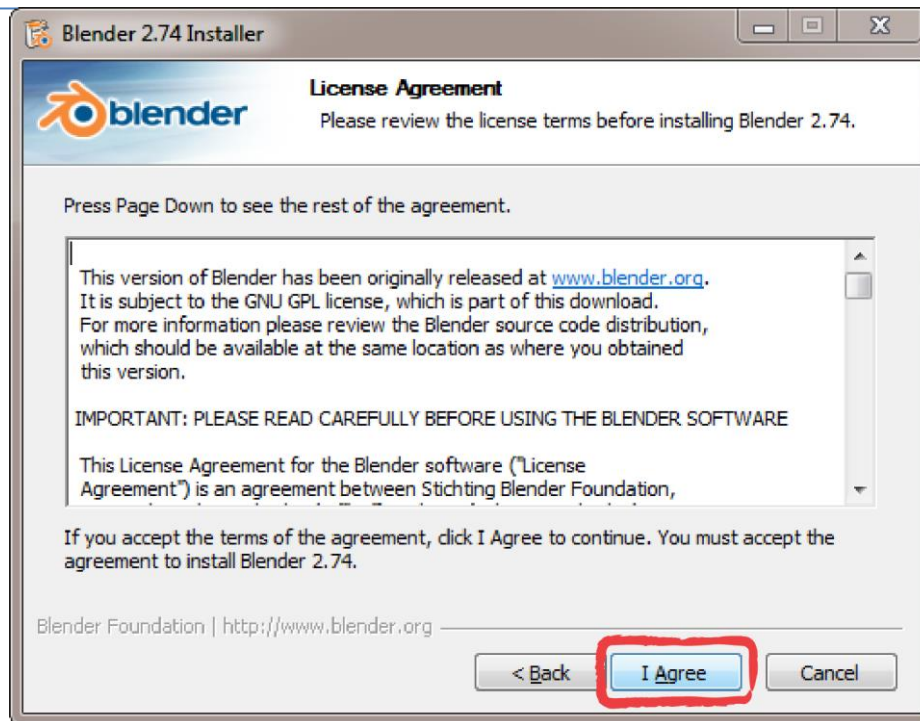 Blender 2.74 Installer
blender
License Agreement
Please review the license terms before installing Blender 2.74.
Press Page Down to see the rest of the agreement.
This version of Blender has been originally released at www.blender.org.
It is subject to the GNU GPL license, which is part of this download.
For more information please review the Blender source code distribution,
which should be available at the same location as where you obtained
this version.
IMPORTANT: PLEASE READ CAREFULLY BEFORE USING THE BLENDER SOFTWARE
This License Agreement for the Blender software ("License
Agreement") is an agreement between Stichting Blender Foundation,
If you accept the terms of the agreement, click I Agree to continue. You must accept the
agreement to install Blender 2.74.
Blender Foundation | http://www.blender.org
< Back
I Agree
Cancel